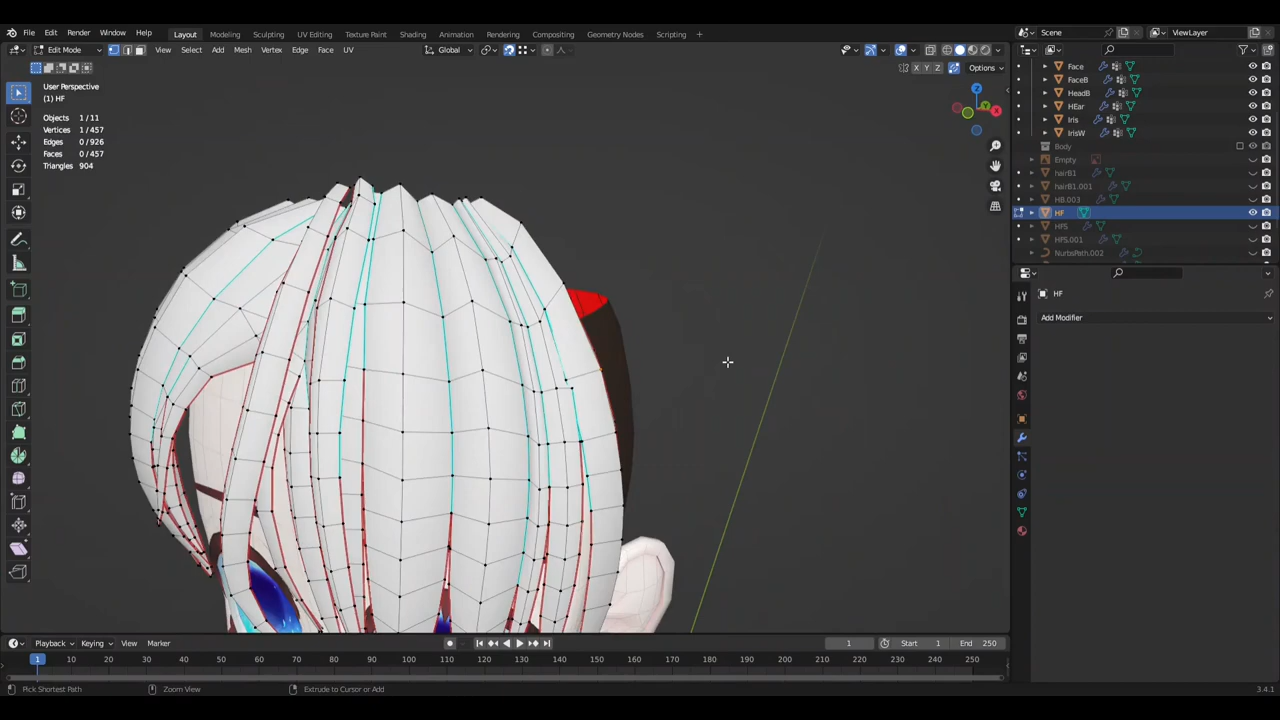 File Edit Render Window Help Layout Modeling Sculpting UV Editing Texture Paint Shading Animation Rendering Compositing Geometry Nodes Scripting + Scene ViewLayer
Edit Mode View Select Add Mesh Vertex Edge Face UV Global
X Y Z Options
User Perspective
(1) HF
Objects 1/11
Vertices 1/457
Edges 0/926
Faces 0/457
Triangles 904
Z
Y
X
Face
FaceB
HeadB
HEar
Iris
IrisW
Body
Empty
hairB1
hairB1.001
HB.003
HF
HFS
HFS.001
NurbsPath.002
HF
Add Modifier
Playback Keying View Marker 1 Start 1 End 250
1 10 20 30 40 50 60 70 80 90 100 110 120 130 140 150 160 170 180 190 200 210 220 230 240 250
Pick Shortest Path Zoom View Extrude to Cursor or Add 3.4.1